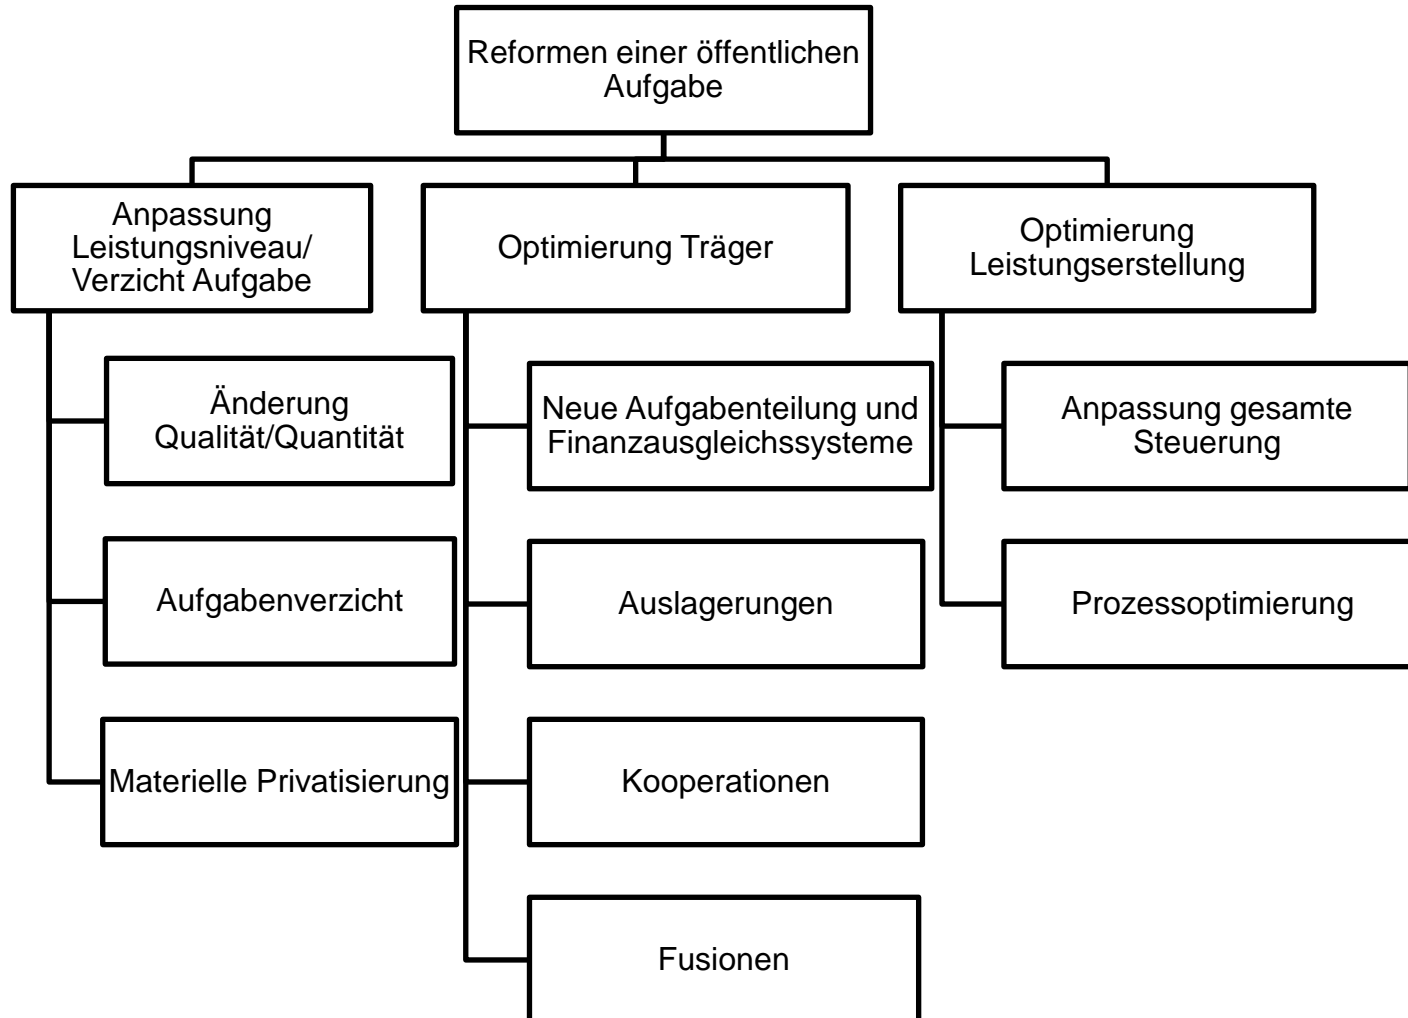 Reformen einer öffentlichen
Aufgabe
Anpassung
Leistungsniveau/
Verzicht Aufgabe
Optimierung Träger
Optimierung
Leistungserstellung
Änderung
Qualität/Quantität
Neue Aufgabenteilung und
Finanzausgleichssysteme
Anpassung gesamte
Steuerung
Aufgabenverzicht
Auslagerungen
Prozessoptimierung
Materielle Privatisierung
Kooperationen
Fusionen